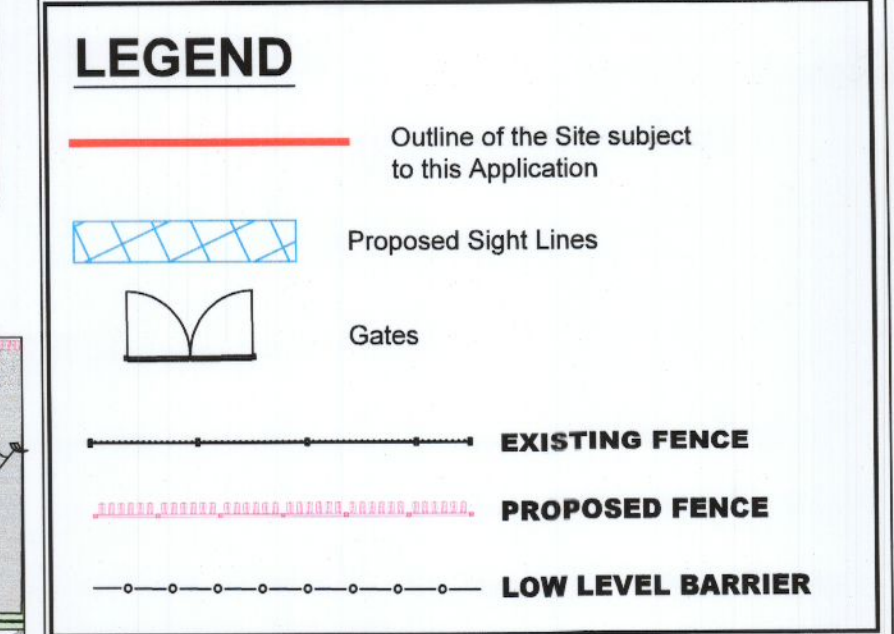 LEGEND
Outline of the Site subject
to this Application
Proposed Sight Lines
Gates
EXISTING FENCE
PROPOSED FENCE
LOW LEVEL BARRIER